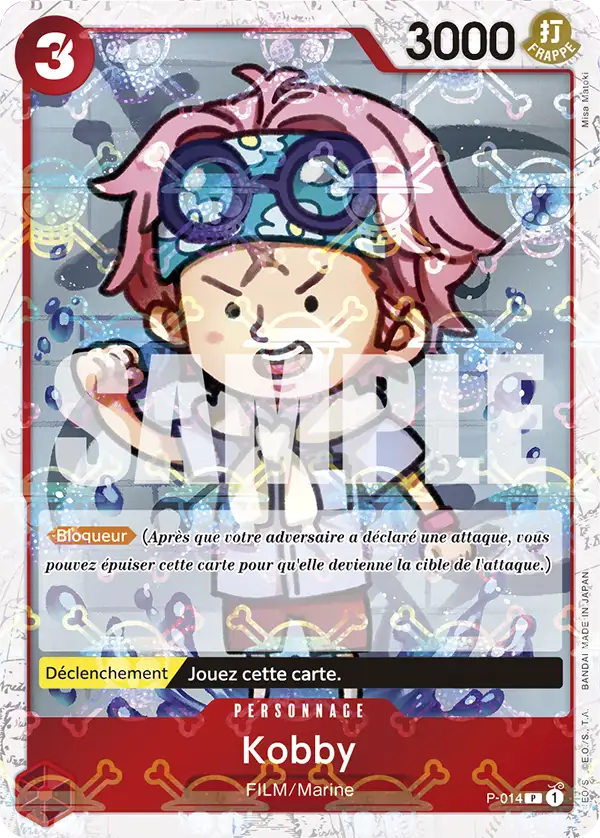 3
3000
打
FRAPPE
Misa Matoki
SAMPLE
Bloqueur (Après que votre adversaire a déclaré une attaque, vous
pouvez épuiser cette carte pour qu'elle devienne la cible de l'attaque.)
Déclenchement Jouez cette carte.
PERSONNAGE
Kobby
FILM/Marine
P-014 P 1
©E.O./S. ©E.O./S., T.A. BANDAI MADE IN JAPAN